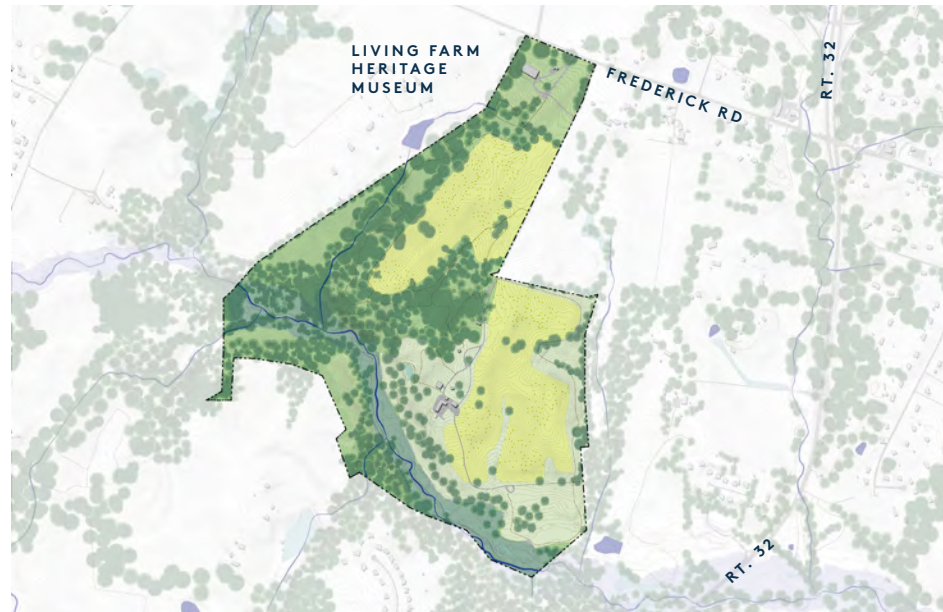 LIVING FARM
HERITAGE
MUSEUM
FREDERICK RD
RT. 32
RT. 32